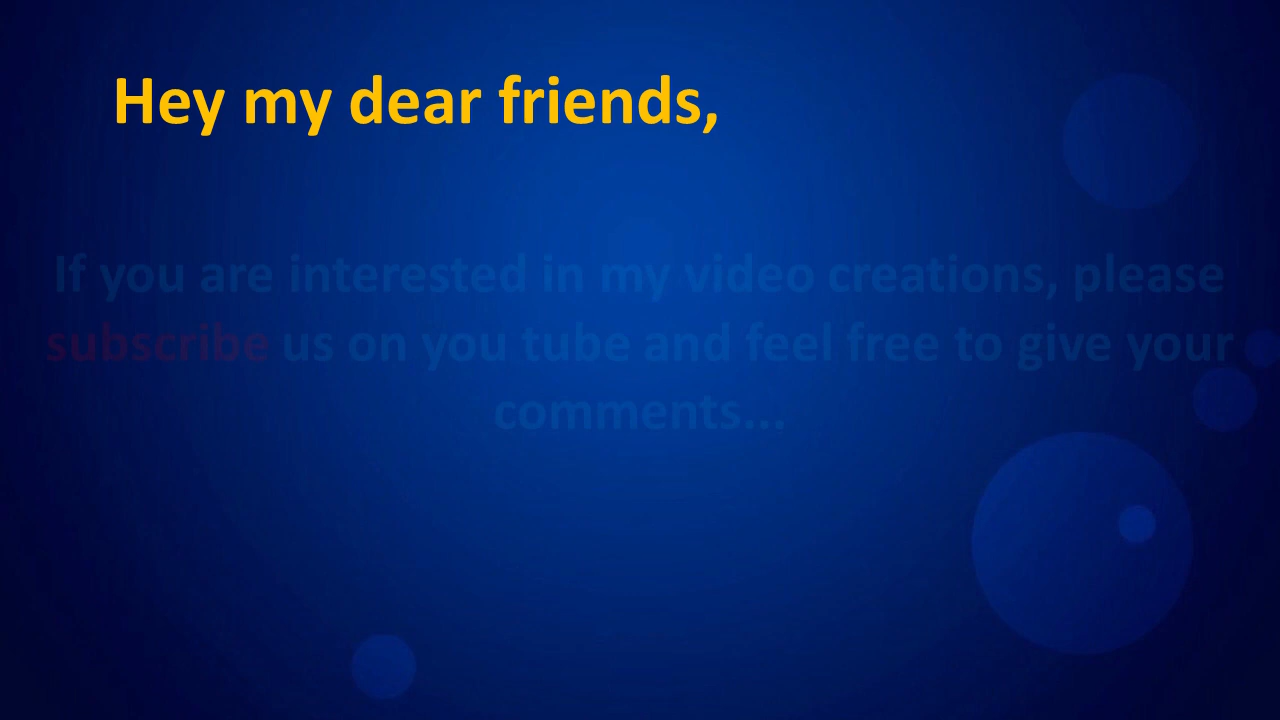 Hey my dear friends,
If you are interested in my video creations, please
subscribe us on you tube and feel free to give your
comments...